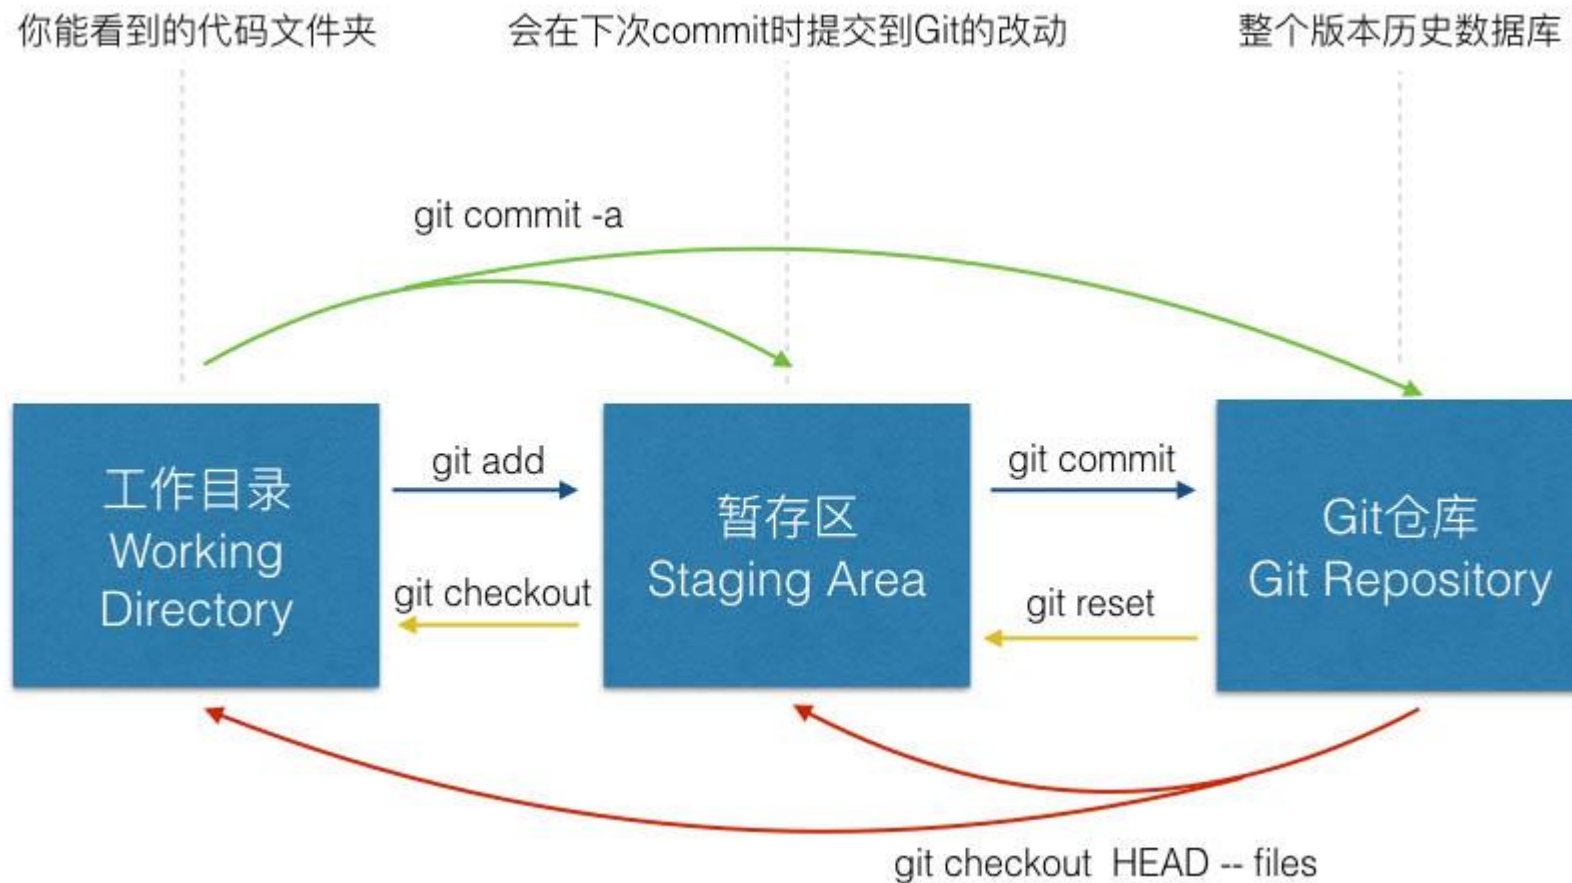 你能看到的代码文件夹
会在下次commit时提交到Git的改动
整个版本历史数据库
git commit -a
工作目录
Working
Directory
git add
git checkout
暂存区
Staging Area
git commit
git reset
Git仓库
Git Repository
git checkout HEAD -- files